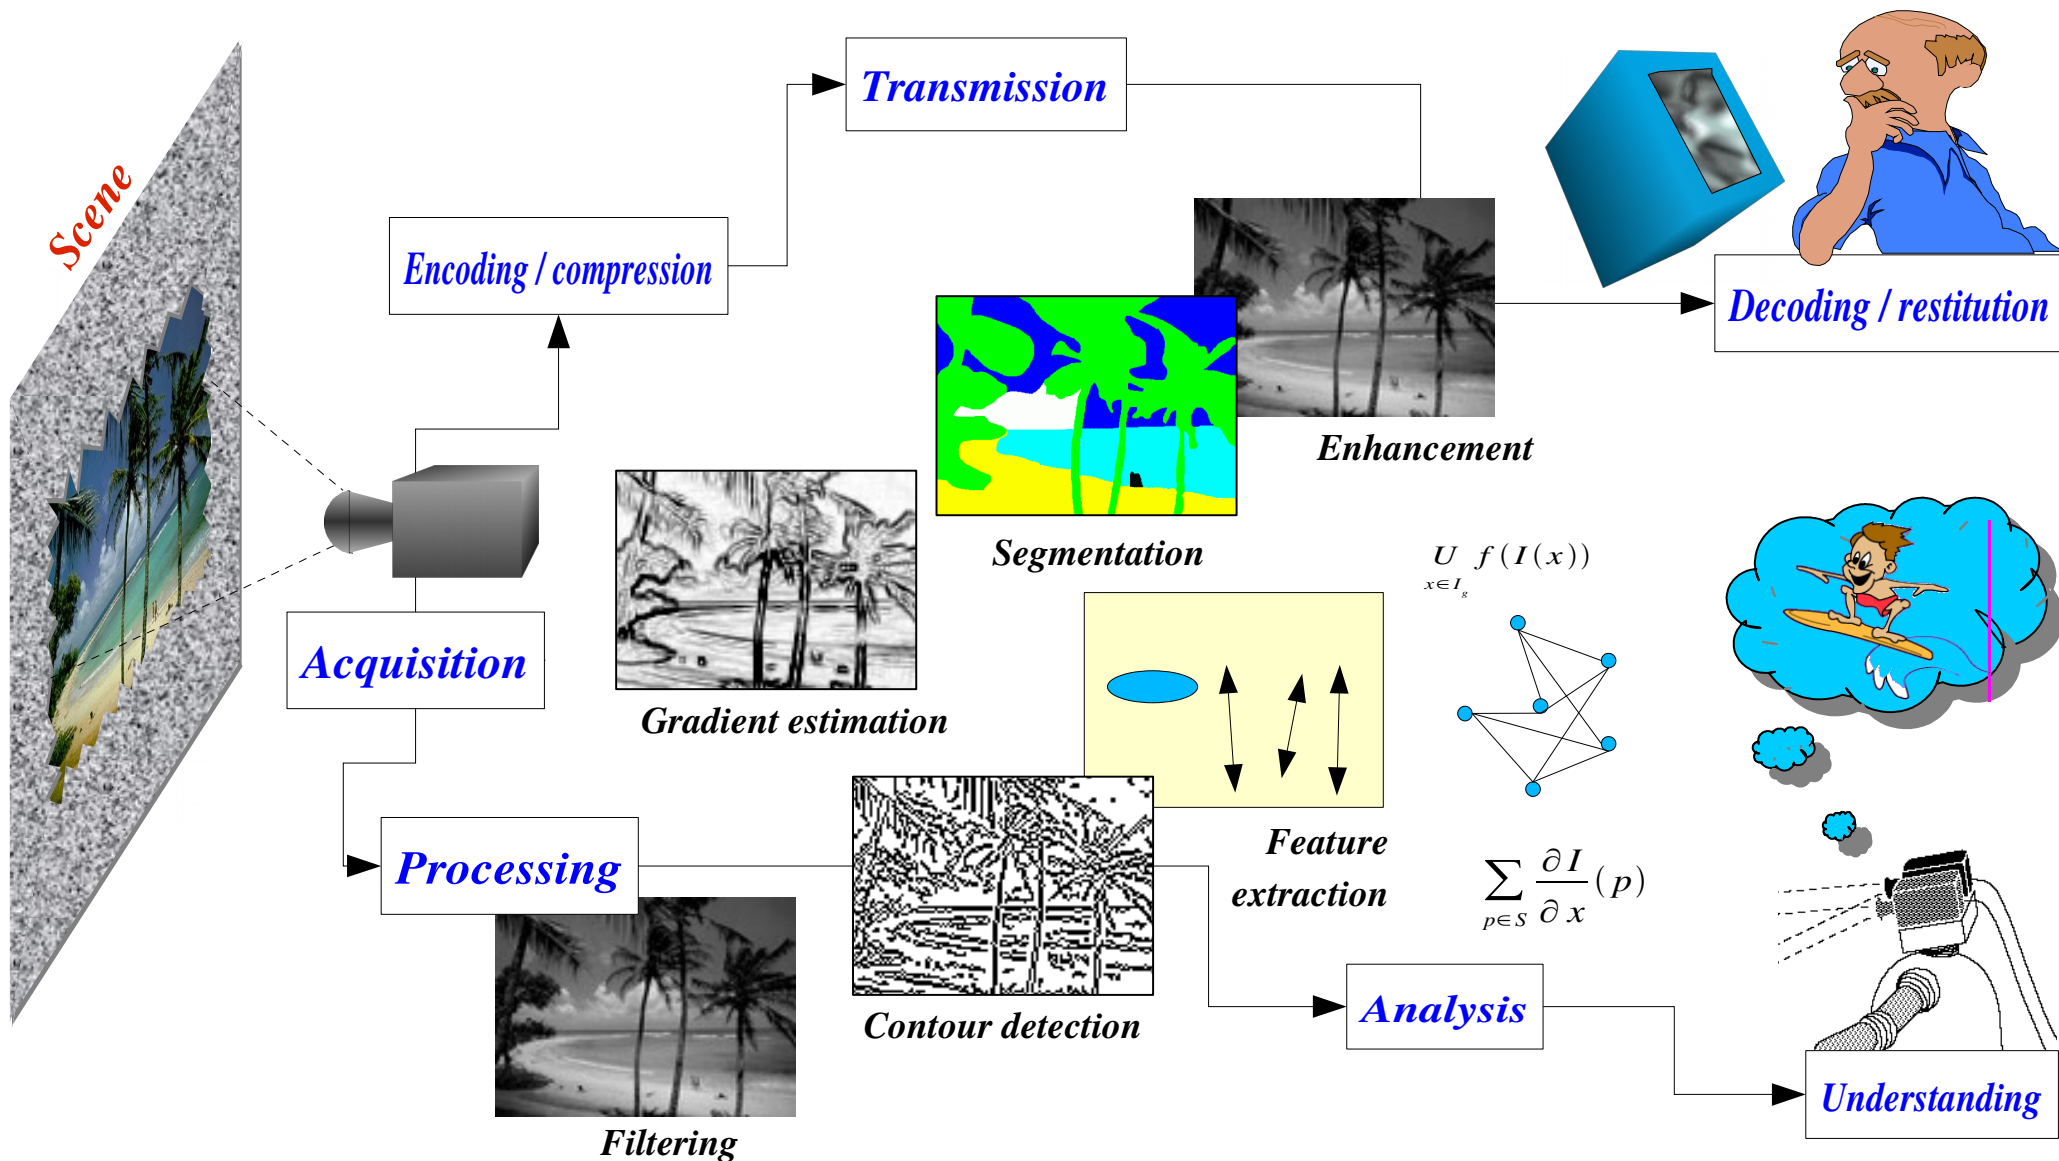 Scene
Transmission
Encoding / compression
Decoding / restitution
Enhancement
Segmentation
Acquisition
Gradient estimation
U f ( I ( x ) )
x ∈ I_g
Processing
Feature
extraction
∑ ∂ I / ∂ x ( p )
p ∈ S
Contour detection
Analysis
Filtering
Understanding